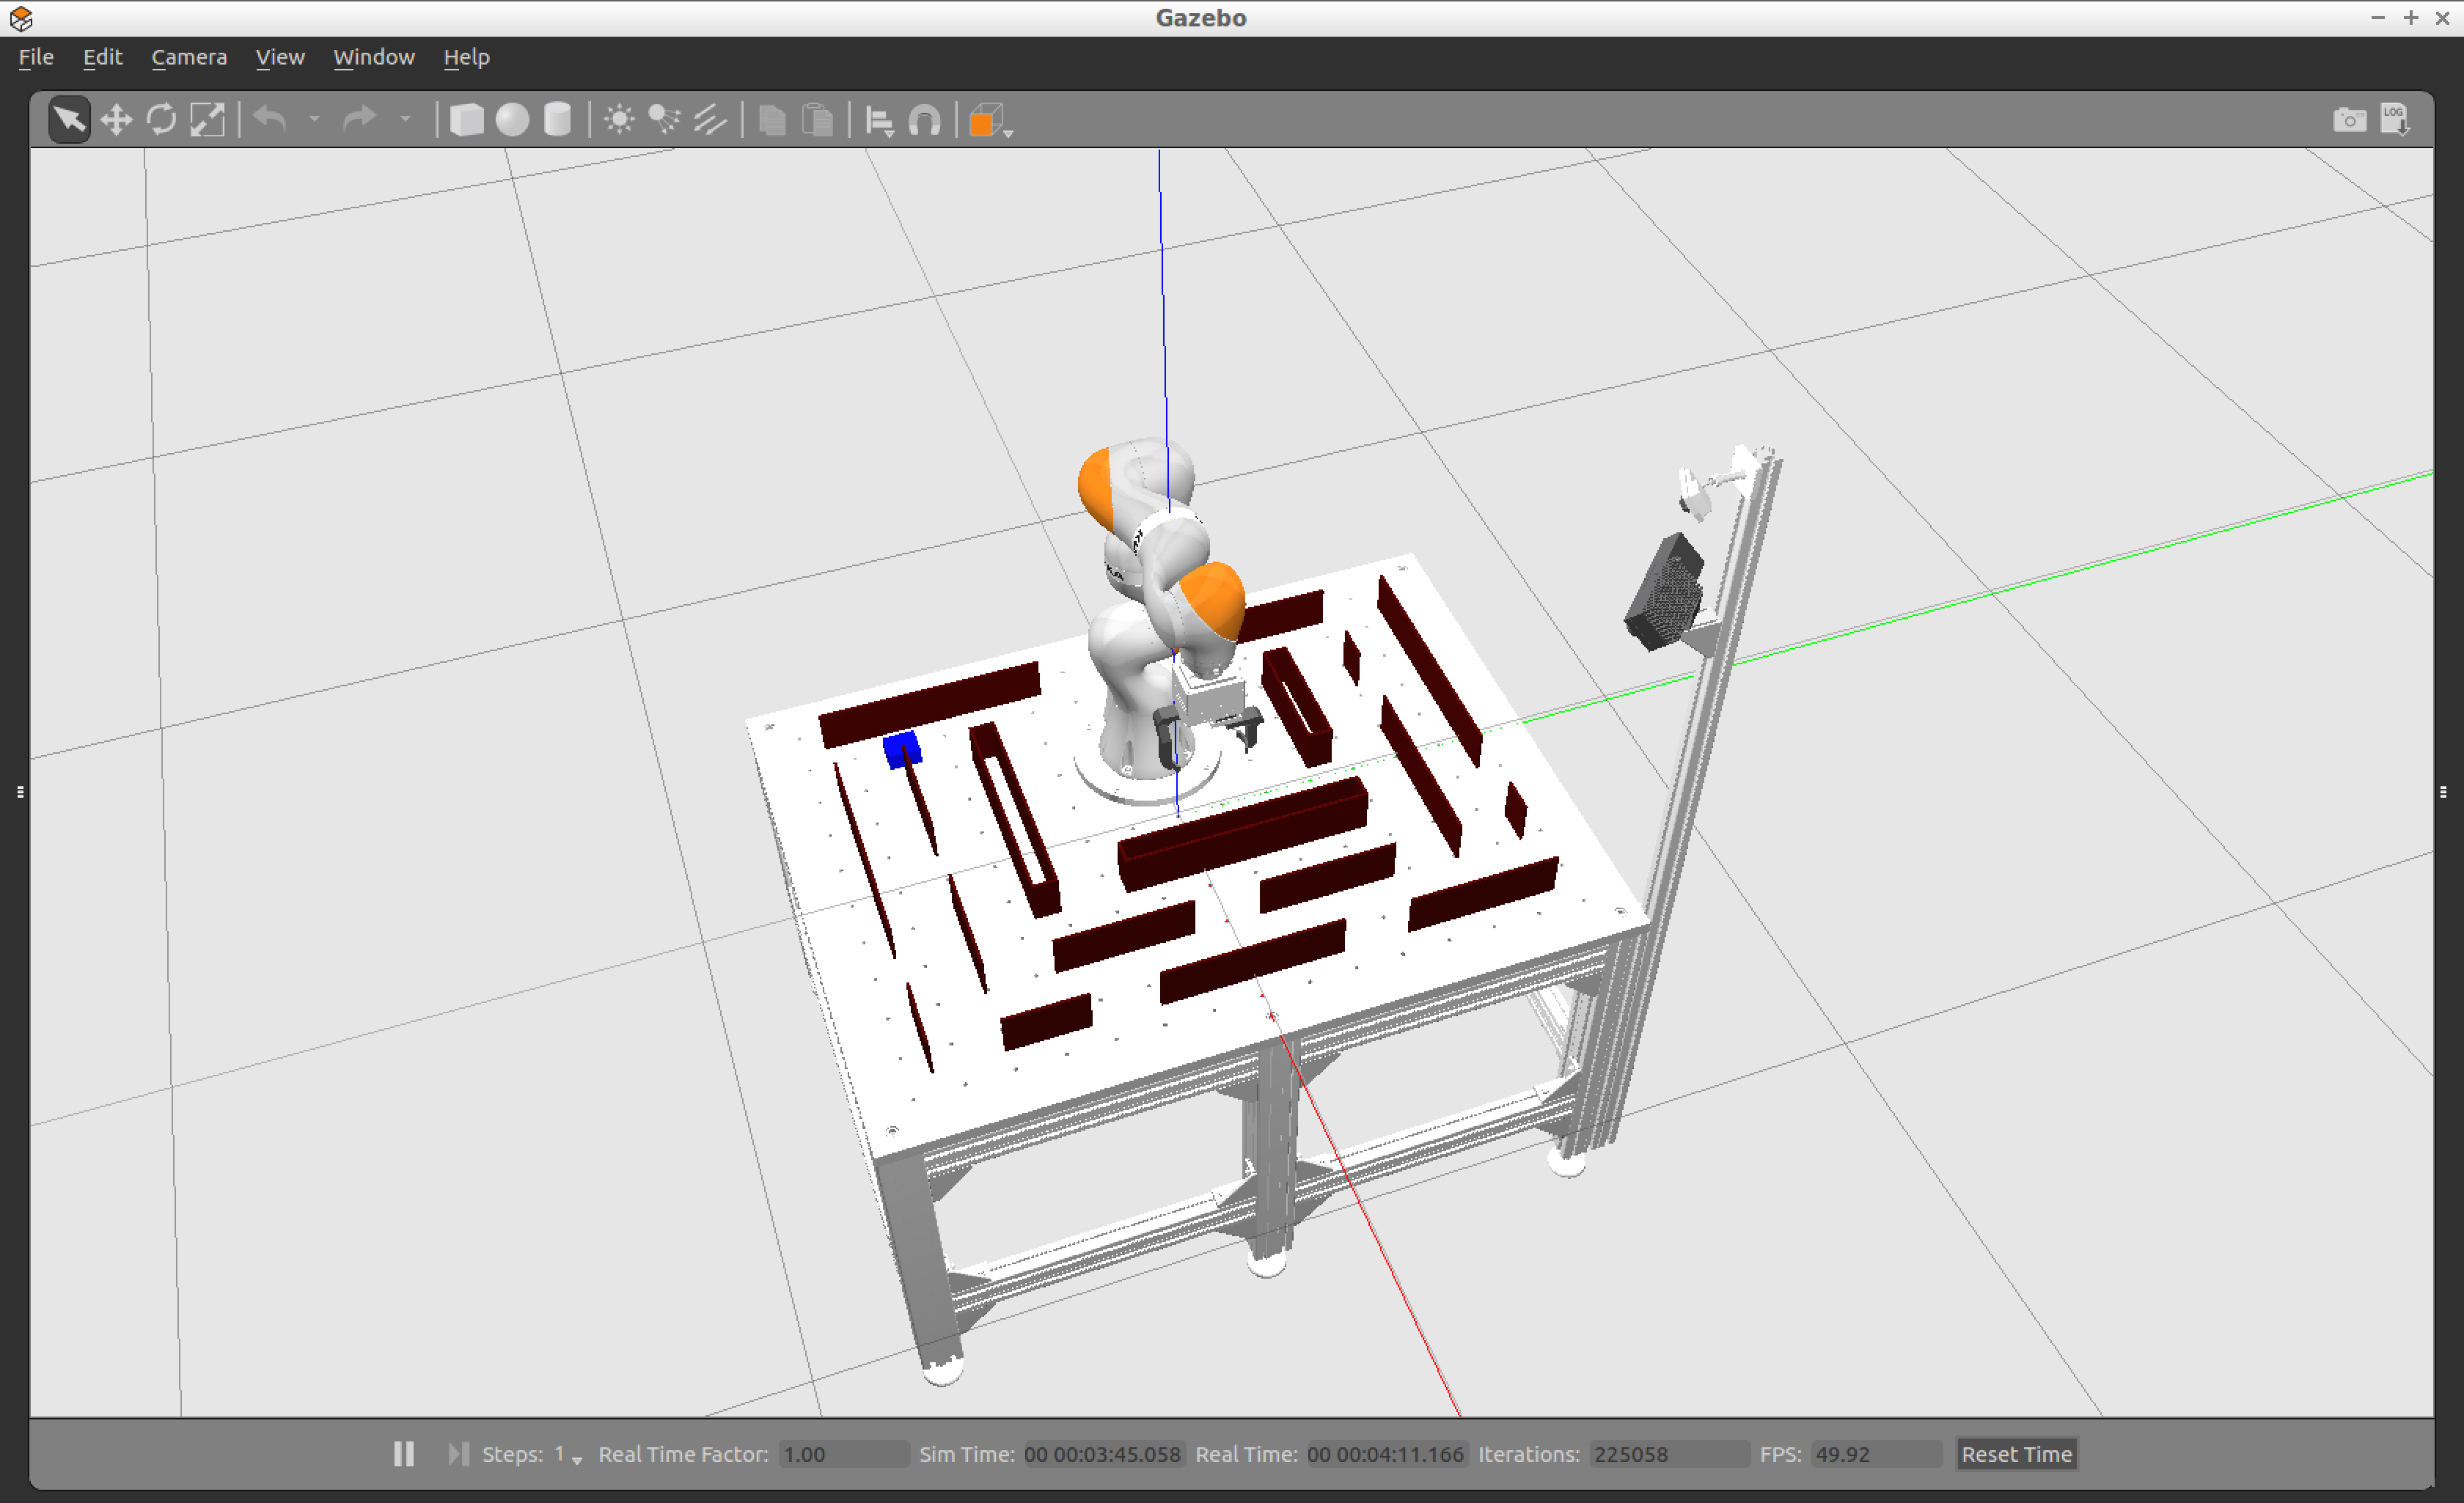 Gazebo
File Edit Camera View Window Help
LOG
Steps: 1 Real Time Factor: 1.00 Sim Time: 00 00:03:45.058 Real Time: 00 00:04:11.166 Iterations: 225058 FPS: 49.92 Reset Time